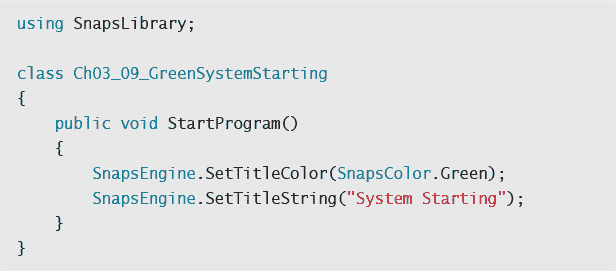 using SnapsLibrary;
class Ch03_09_GreenSystemStarting
{
public void StartProgram()
{
SnapsEngine.SetTitleColor(SnapsColor.Green);
SnapsEngine.SetTitleString("System Starting");
}
}